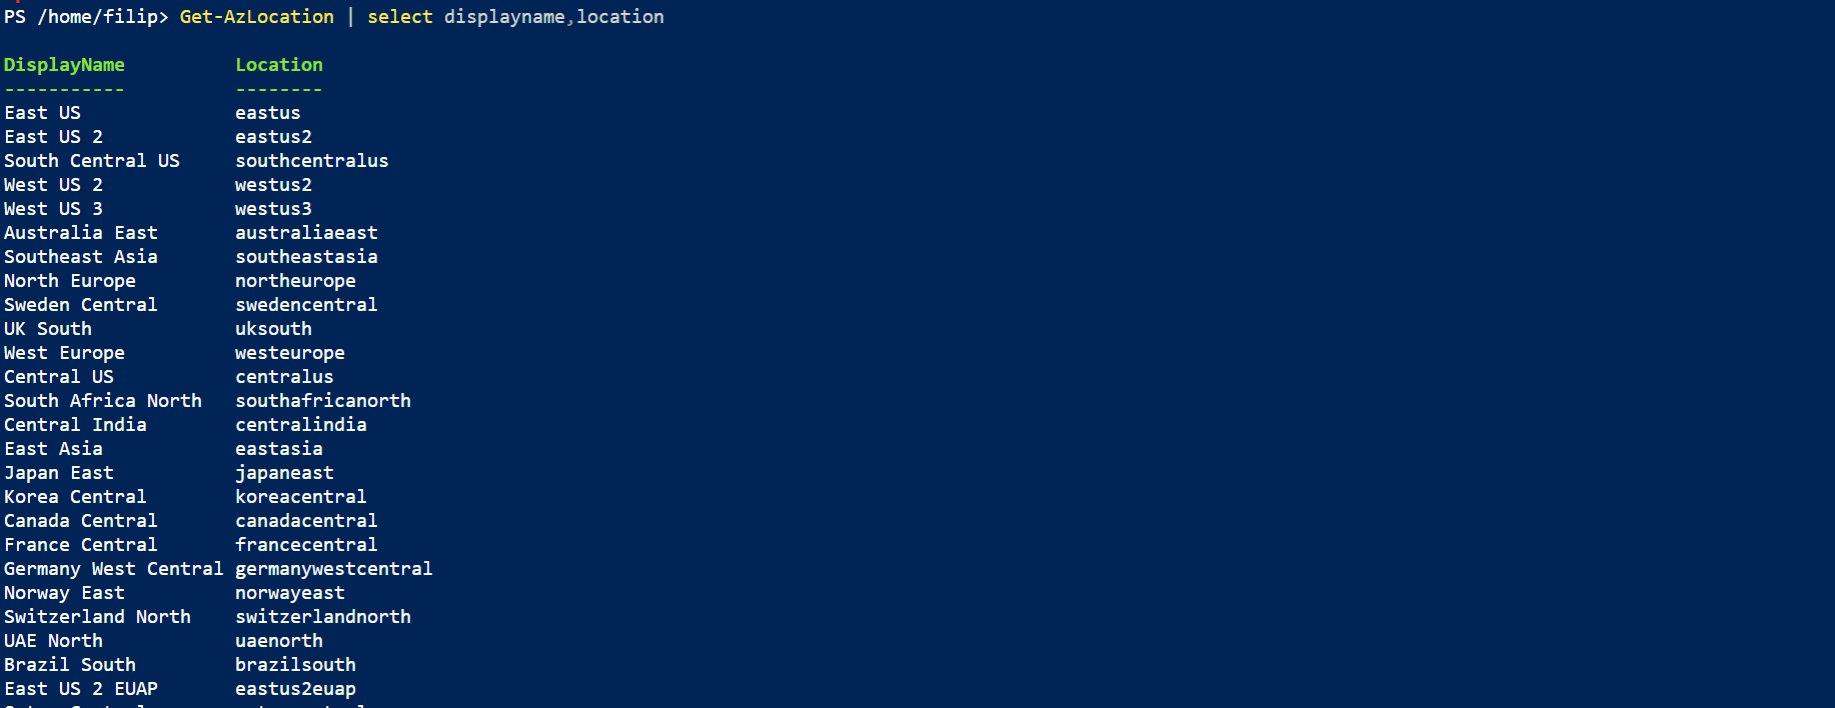 PS /home/filip> Get-AzLocation | select displayname,location
DisplayName Location
----------- --------
East US eastus
East US 2 eastus2
South Central US southcentralus
West US 2 westus2
West US 3 westus3
Australia East australiaeast
Southeast Asia southeastasia
North Europe northeurope
Sweden Central swedencentral
UK South uksouth
West Europe westeurope
Central US centralus
South Africa North southafricanorth
Central India centralindia
East Asia eastasia
Japan East japaneast
Korea Central koreacentral
Canada Central canadacentral
France Central francecentral
Germany West Central germanywestcentral
Norway East norwayeast
Switzerland North switzerlandnorth
UAE North uaenorth
Brazil South brazilsouth
East US 2 EUAP eastus2euap